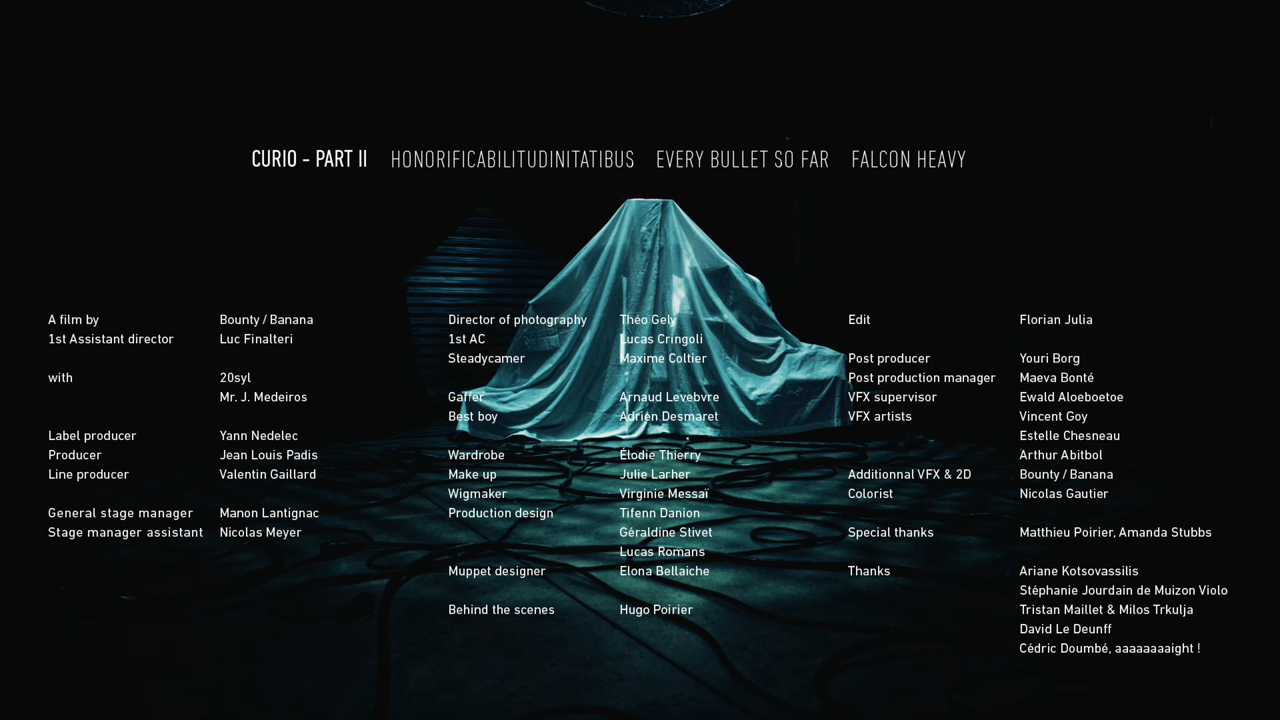 CURIO - PART II HONORIFICABILITUDINITATIBUS EVERY BULLET SO FAR FALCON HEAVY
A film by Bounty / Banana
1st Assistant director Luc Finalteri
with 20syl
Mr. J. Medeiros
Label producer Yann Nedelec
Producer Jean Louis Padis
Line producer Valentin Gaillard
General stage manager Manon Lantignac
Stage manager assistant Nicolas Meyer
Director of photography Théo Gely
1st AC Lucas Cringoli
Steadycamer Maxime Coltier
Gaffer Arnaud Levebvre
Best boy Adrien Desmaret
Wardrobe Élodie Thierry
Make up Julie Larher
Wigmaker Virginie Messaï
Production design Tifenn Danion
Géraldine Stivet
Lucas Romans
Muppet designer Elona Bellaiche
Behind the scenes Hugo Poirier
Edit Florian Julia
Post producer Youri Borg
Post production manager Maeva Bonté
VFX supervisor Ewald Aloeboetoe
VFX artists Vincent Goy
Estelle Chesneau
Arthur Abitbol
Additionnal VFX & 2D Bounty / Banana
Colorist Nicolas Gautier
Special thanks Matthieu Poirier, Amanda Stubbs
Thanks Ariane Kotsovassilis
Stéphanie Jourdain de Muizon Violo
Tristan Maillet & Milos Trkulja
David Le Deunff
Cédric Doumbé, aaaaaaaaight !